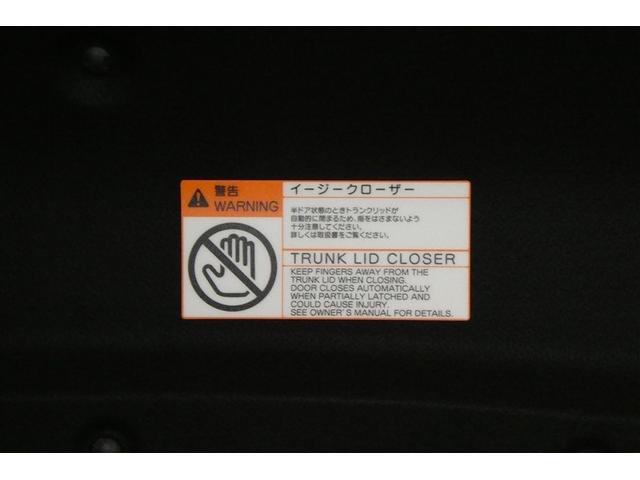 警告
WARNING
イージークローザー
半ドア状態のときトランクリッドが
自動的に閉まるため、指をはさまないよう
十分注意してください。
詳しくは取扱書をご覧ください。
TRUNK LID CLOSER
KEEP FINGERS AWAY FROM THE
TRUNK LID WHEN CLOSING.
DOOR CLOSES AUTOMATICALLY
WHEN PARTIALLY LATCHED AND
COULD CAUSE INJURY.
SEE OWNER'S MANUAL FOR DETAILS.